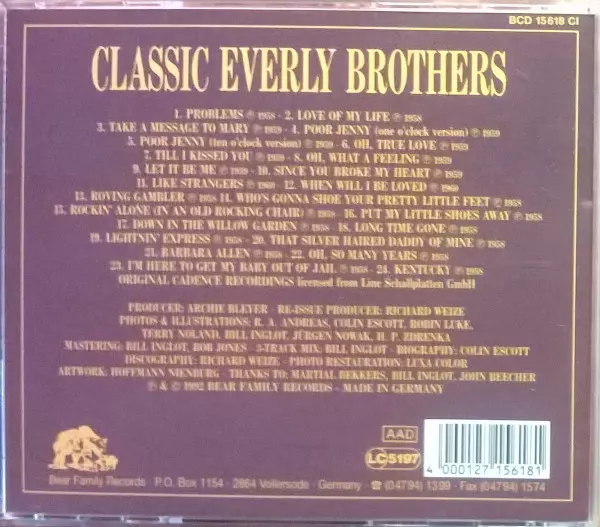 BCD 15618 CI
CLASSIC EVERLY BROTHERS
1. PROBLEMS ℗ 1958 - 2. LOVE OF MY LIFE ℗ 1958
3. TAKE A MESSAGE TO MARY ℗ 1959 - 4. POOR JENNY (one o'clock version) ℗ 1959
5. POOR JENNY (ten o'clock version) ℗ 1959 - 6. OH, TRUE LOVE ℗ 1959
7. TILL I KISSED YOU ℗ 1959 - 8. OH, WHAT A FEELING ℗ 1959
9. LET IT BE ME ℗ 1959 - 10. SINCE YOU BROKE MY HEART ℗ 1959
11. LIKE STRANGERS ℗ 1960 - 12. WHEN WILL I BE LOVED ℗ 1960
13. ROVING GAMBLER ℗ 1958 - 14. WHO'S GONNA SHOE YOUR PRETTY LITTLE FEET ℗ 1958
15. ROCKIN' ALONE (IN AN OLD ROCKING CHAIR) ℗ 1958 - 16. PUT MY LITTLE SHOES AWAY ℗ 1958
17. DOWN IN THE WILLOW GARDEN ℗ 1958 - 18. LONG TIME GONE ℗ 1958
19. LIGHTNIN' EXPRESS ℗ 1958 - 20. THAT SILVER HAIRED DADDY OF MINE ℗ 1958
21. BARBARA ALLEN ℗ 1958 - 22. OH, SO MANY YEARS ℗ 1958
23. I'M HERE TO GET MY BABY OUT OF JAIL ℗ 1958 - 24. KENTUCKY ℗ 1958
ORIGINAL CADENCE RECORDINGS licensed from Line Schallplatten GmbH
PRODUCER: ARCHIE BLEYER - RE-ISSUE PRODUCER: RICHARD WEIZE
PHOTOS & ILLUSTRATIONS: R. A. ANDREAS, COLIN ESCOTT, ROBIN LUKE,
TERRY NOLAND, BILL INGLOT, JÜRGEN NOWAK, H. P. ZDRENKA
MASTERING: BILL INGLOT, BOB JONES - 3-TRACK MIX: BILL INGLOT - BIOGRAPHY: COLIN ESCOTT
DISCOGRAPHY: RICHARD WEIZE - PHOTO RESTAURATION: LUXA COLOR
ARTWORK: HOFFMANN NIENBURG - THANKS TO: MARTIAL BEKKERS, BILL INGLOT, JOHN BEECHER
℗ & © 1992 BEAR FAMILY RECORDS - MADE IN GERMANY
AAD
LC 5197
4 000127 156181
Bear Family Records - P.O. Box 1154 - 2864 Vollersode - Germany - ☎ (04794) 1399 - Fax (04794) 1574